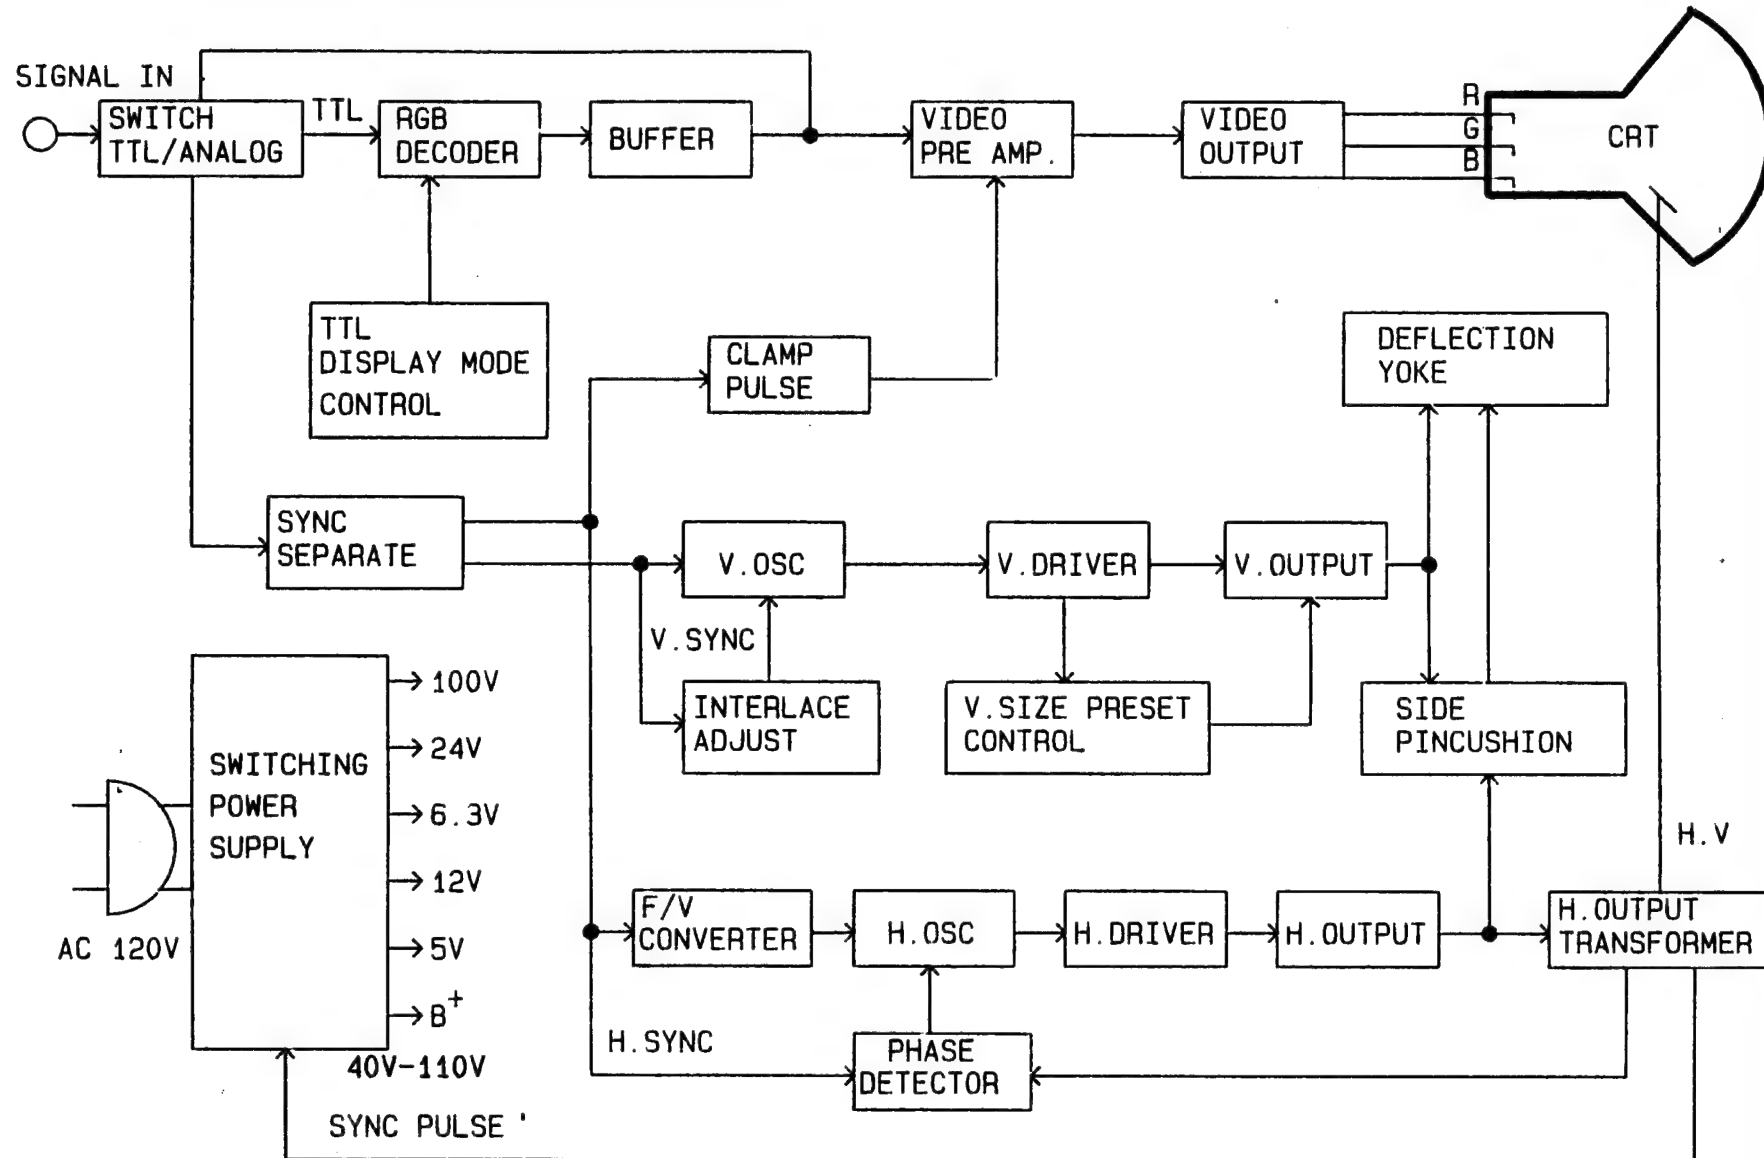 SIGNAL IN
SWITCH
TTL/ANALOG
TTL
RGB
DECODER
BUFFER
VIDEO
PRE AMP.
VIDEO
OUTPUT
R
G
B
CRT
TTL
DISPLAY MODE
CONTROL
CLAMP
PULSE
DEFLECTION
YOKE
SYNC
SEPARATE
V.OSC
V.DRIVER
V.OUTPUT
V.SYNC
INTERLACE
ADJUST
V.SIZE PRESET
CONTROL
SIDE
PINCUSHION
SWITCHING
POWER
SUPPLY
100V
24V
6.3V
12V
5V
B+
40V-110V
AC 120V
H.V
F/V
CONVERTER
H.OSC
H.DRIVER
H.OUTPUT
H.OUTPUT
TRANSFORMER
H.SYNC
PHASE
DETECTOR
SYNC PULSE